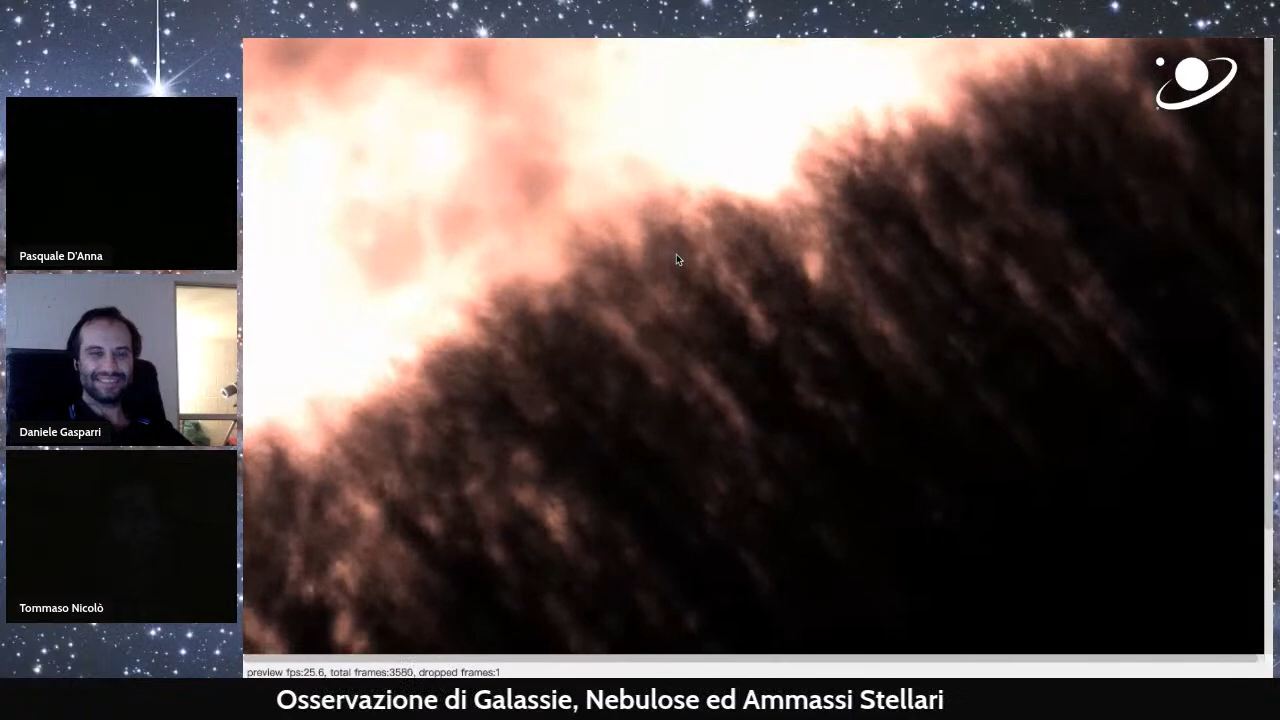 Pasquale D'Anna
Daniele Gasparri
Tommaso Nicolò
preview fps:25.6, total frames:3580, dropped frames:1
Osservazione di Galassie, Nebulose ed Ammassi Stellari